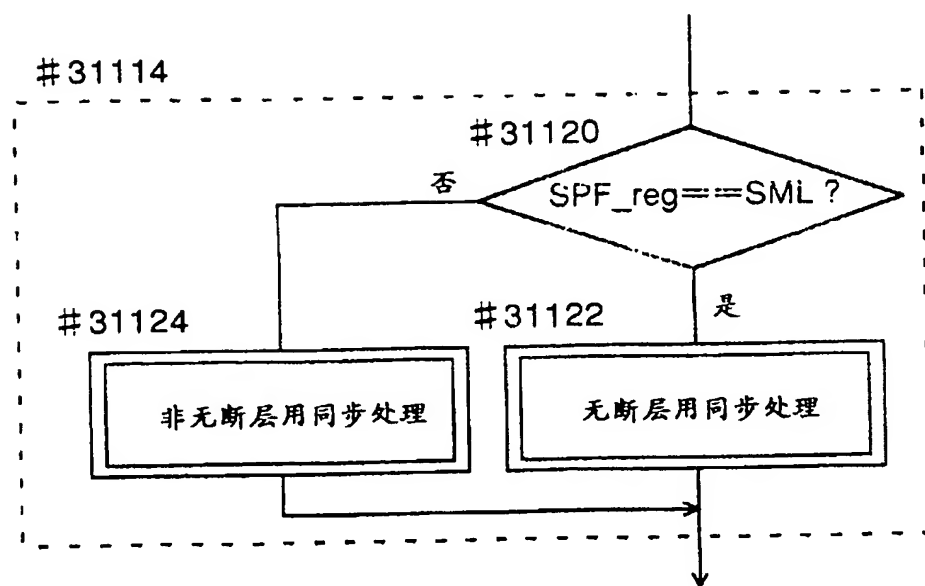 #31114
#31120
否
SPF_reg==SML ?
是
#31124
#31122
非无断层用同步处理
无断层用同步处理